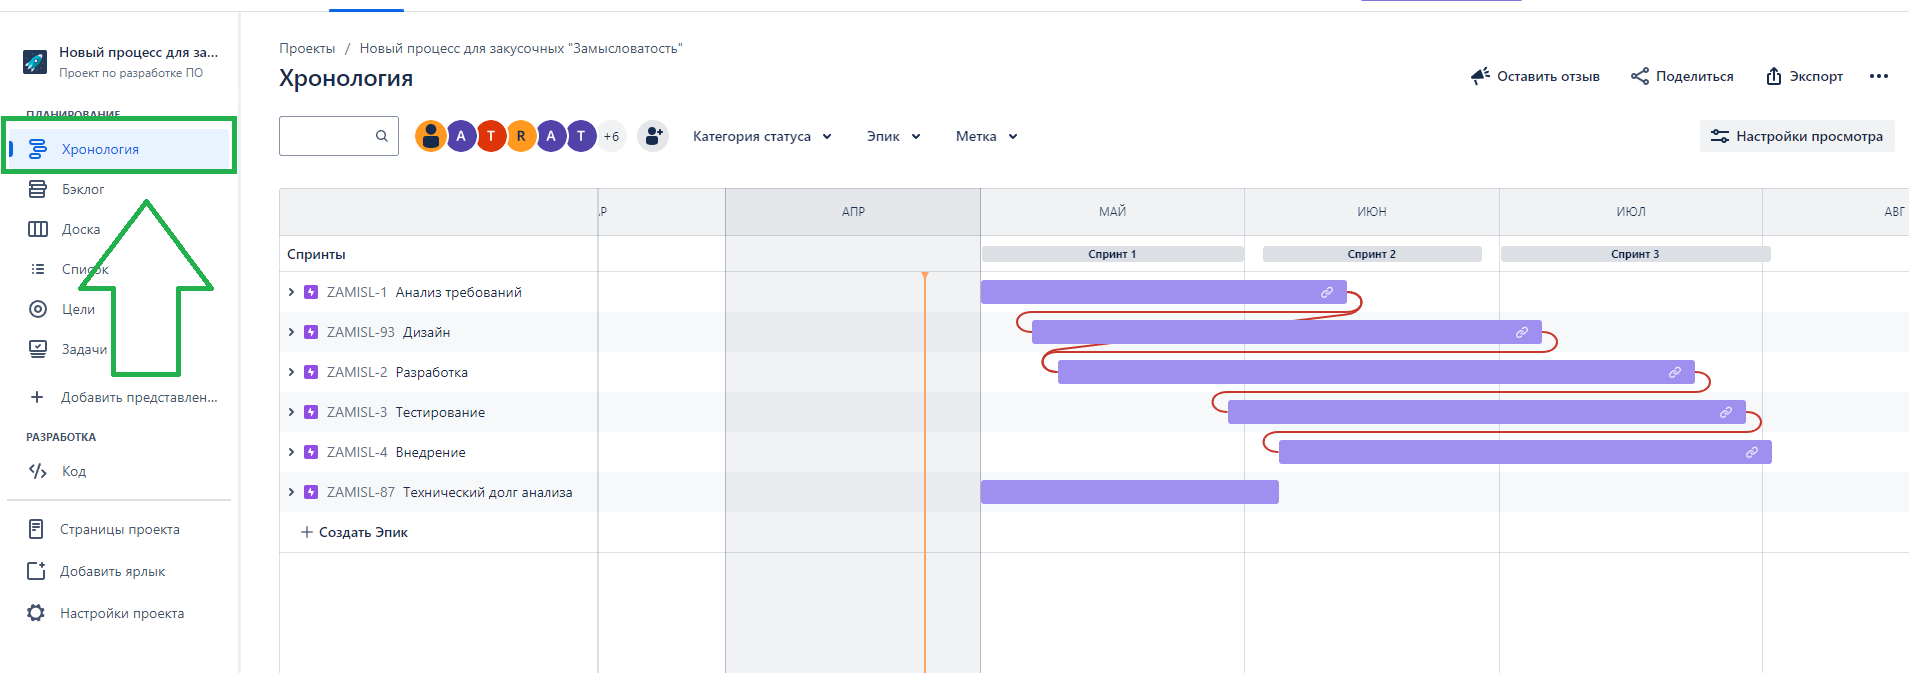 Новый процесс для за...
Проект по разработке ПО
ПЛАНИРОВАНИЕ
Хронология
Бэклог
Доска
Список
Цели
Задачи
Добавить представлен...
РАЗРАБОТКА
Код
Страницы проекта
Добавить ярлык
Настройки проекта
Проекты / Новый процесс для закусочных "Замысловатость"
Хронология
Оставить отзыв
Поделиться
Экспорт
A T R A T +6
Категория статуса
Эпик
Метка
Настройки просмотра
АПР МАЙ ИЮН ИЮЛ АВГ
Спринты
Спринт 1 Спринт 2 Спринт 3
ZAMISL-1 Анализ требований
ZAMISL-93 Дизайн
ZAMISL-2 Разработка
ZAMISL-3 Тестирование
ZAMISL-4 Внедрение
ZAMISL-87 Технический долг анализа
+ Создать Эпик